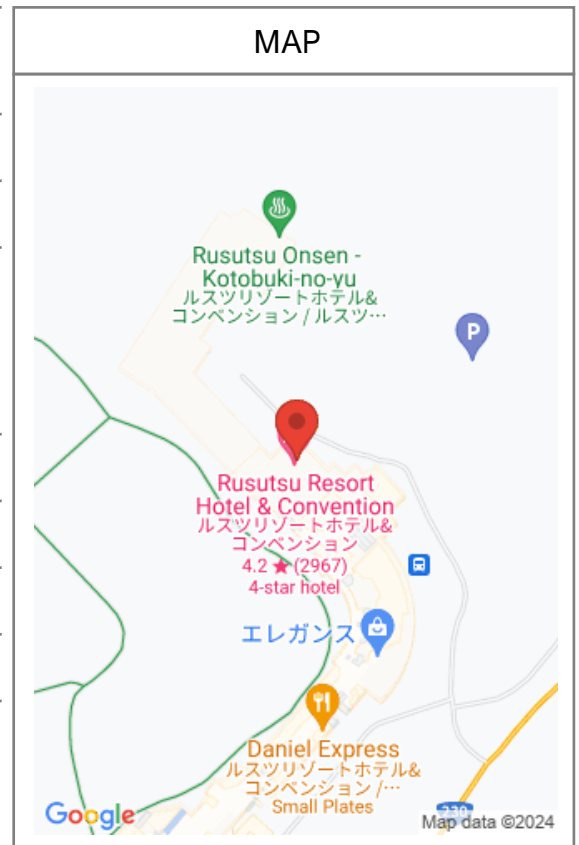 MAP
Rusutsu Onsen -
Kotobuki-no-yu
ルスツリゾートホテル&
コンベンション / ルスツ…
P
Rusutsu Resort
Hotel & Convention
ルスツリゾートホテル&
コンベンション
4.2 ★ (2967)
4-star hotel
エレガンス
Daniel Express
ルスツリゾートホテル&
コンベンション /…
Small Plates
230
Google
Map data ©2024